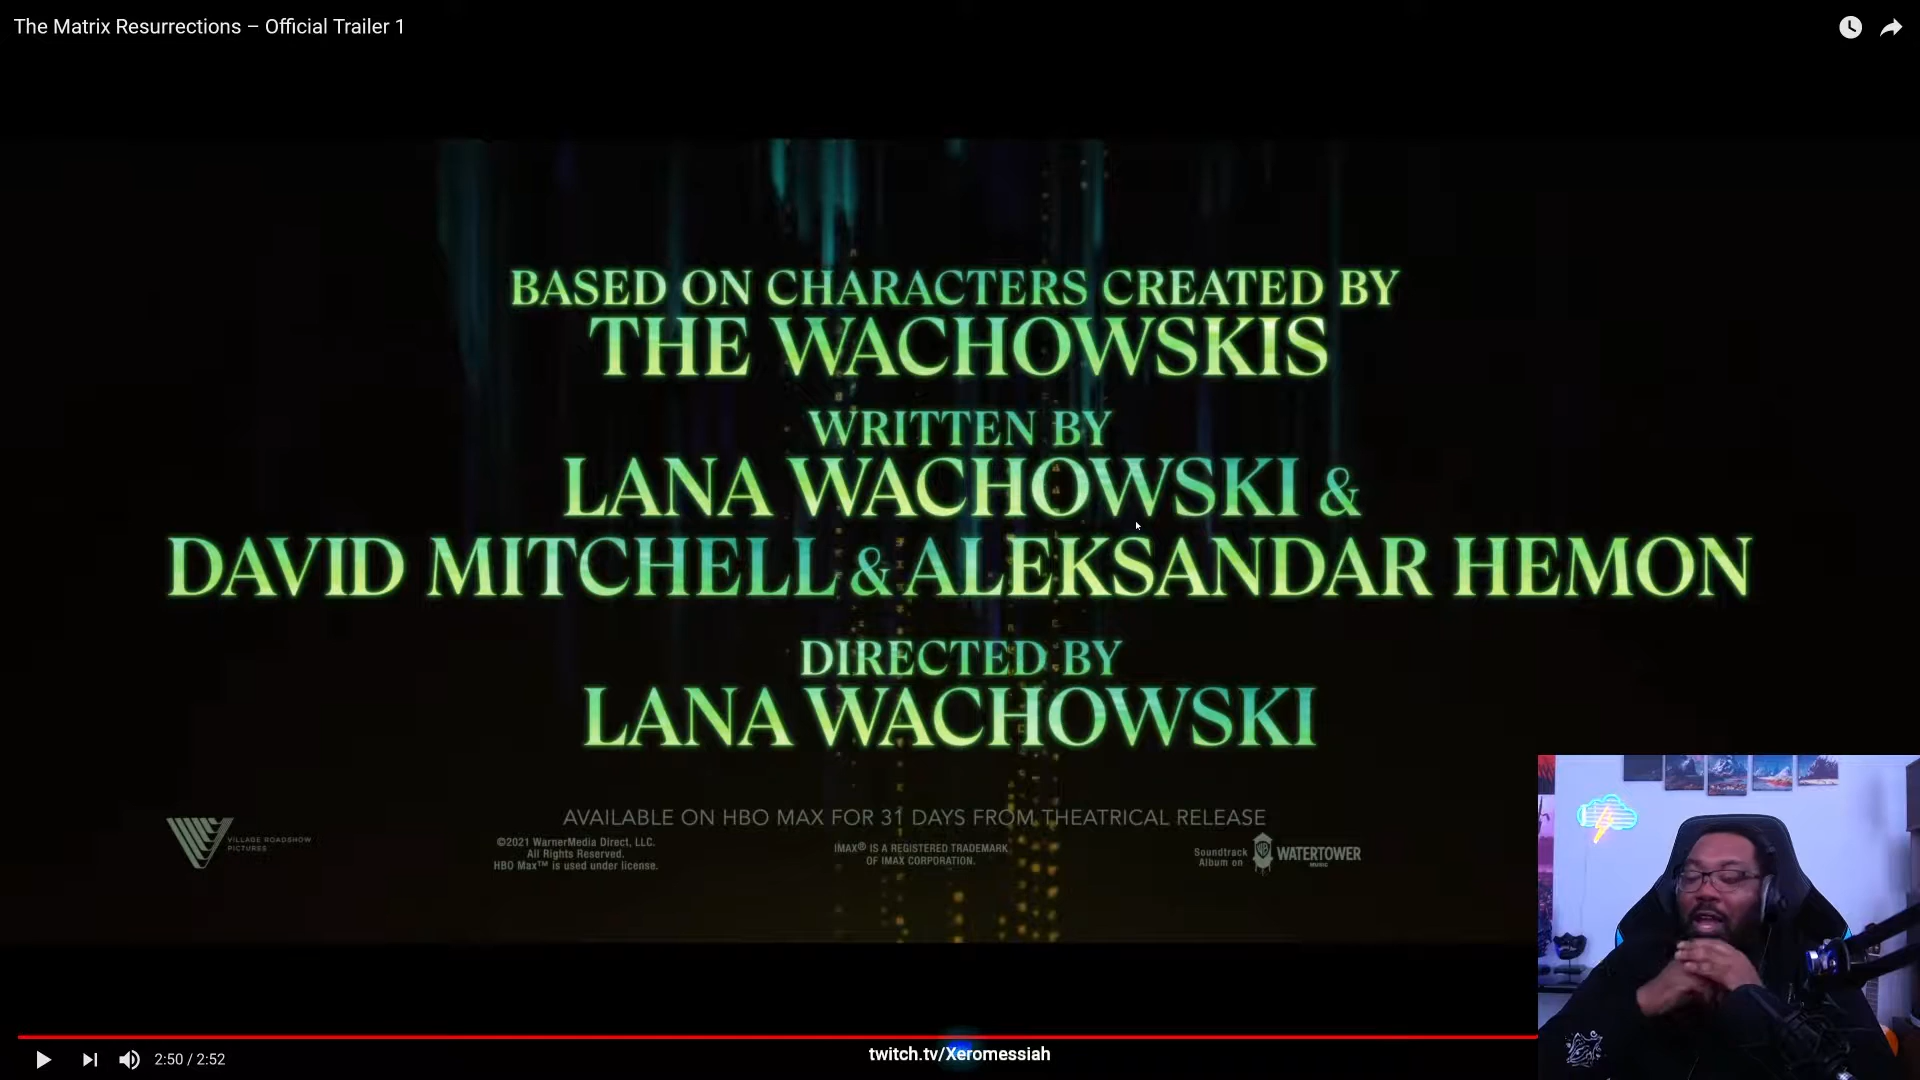 The Matrix Resurrections – Official Trailer 1
BASED ON CHARACTERS CREATED BY
THE WACHOWSKIS
WRITTEN BY
LANA WACHOWSKI &
DAVID MITCHELL & ALEKSANDAR HEMON
DIRECTED BY
LANA WACHOWSKI
AVAILABLE ON HBO MAX FOR 31 DAYS FROM THEATRICAL RELEASE
VILLAGE ROADSHOW
PICTURES
©2021 WarnerMedia Direct, LLC.
All Rights Reserved.
HBO Max™ is used under license.
IMAX® IS A REGISTERED TRADEMARK
OF IMAX CORPORATION.
Soundtrack
Album on
WB
WATERTOWER
MUSIC
2:50 / 2:52
twitch.tv/Xeromessiah